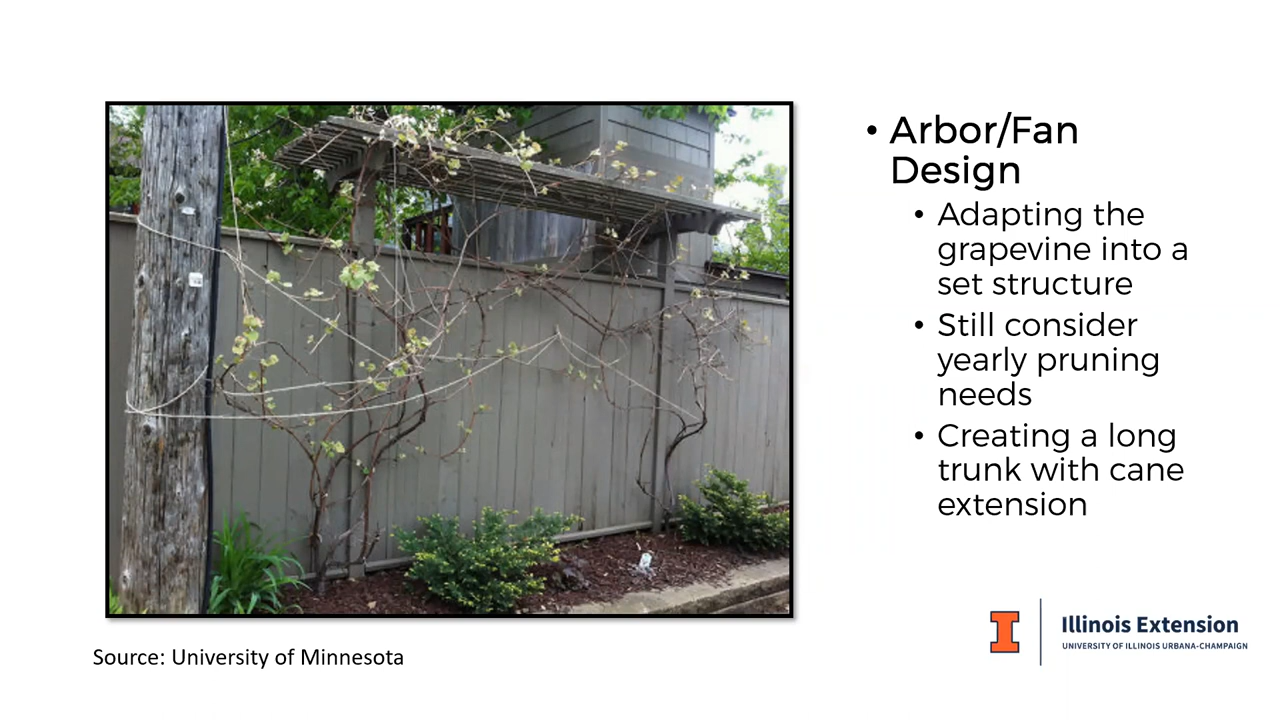 • Arbor/Fan
Design
• Adapting the
grapevine into a
set structure
• Still consider
yearly pruning
needs
• Creating a long
trunk with cane
extension
Source: University of Minnesota
I
Illinois Extension
UNIVERSITY OF ILLINOIS URBANA-CHAMPAIGN